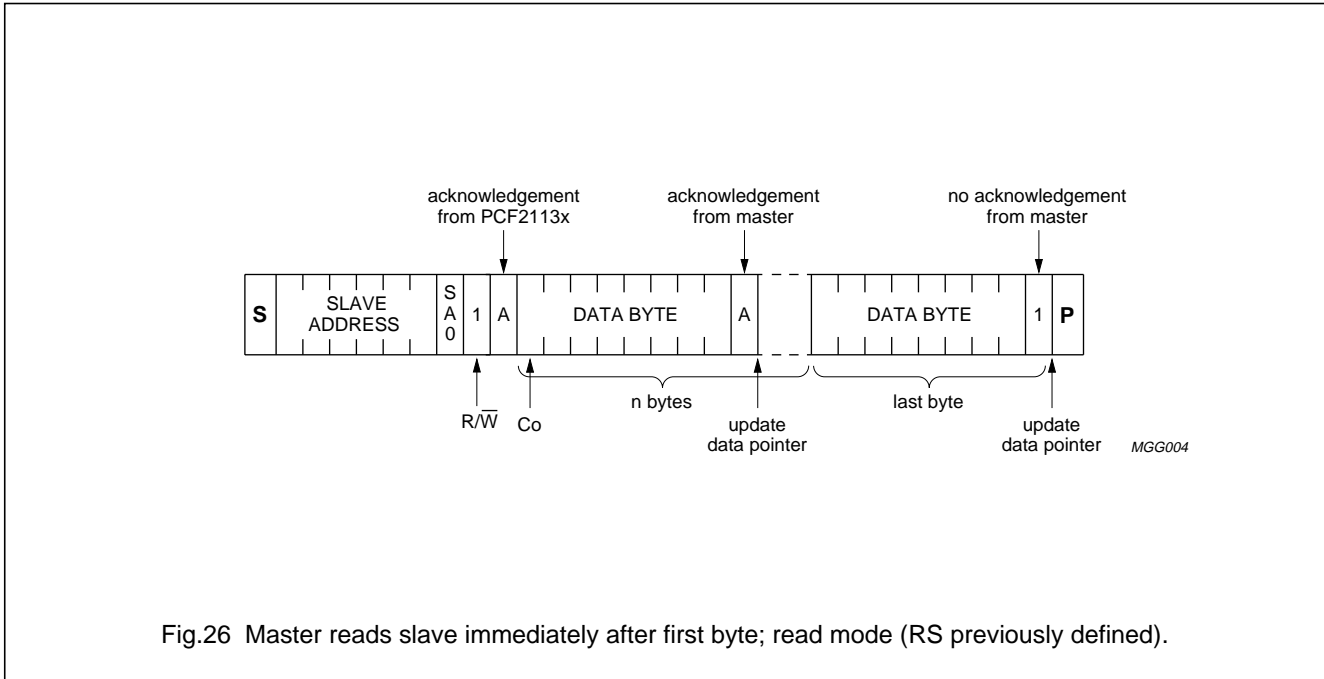 acknowledgement
from PCF2113x
acknowledgement
from master
no acknowledgement
from master
S
SLAVE
ADDRESS
S
A
0
1
A
DATA BYTE
A
DATA BYTE
1
P
R/W̅
Co
n bytes
update
data pointer
last byte
update
data pointer
MGG004
Fig.26 Master reads slave immediately after first byte; read mode (RS previously defined).